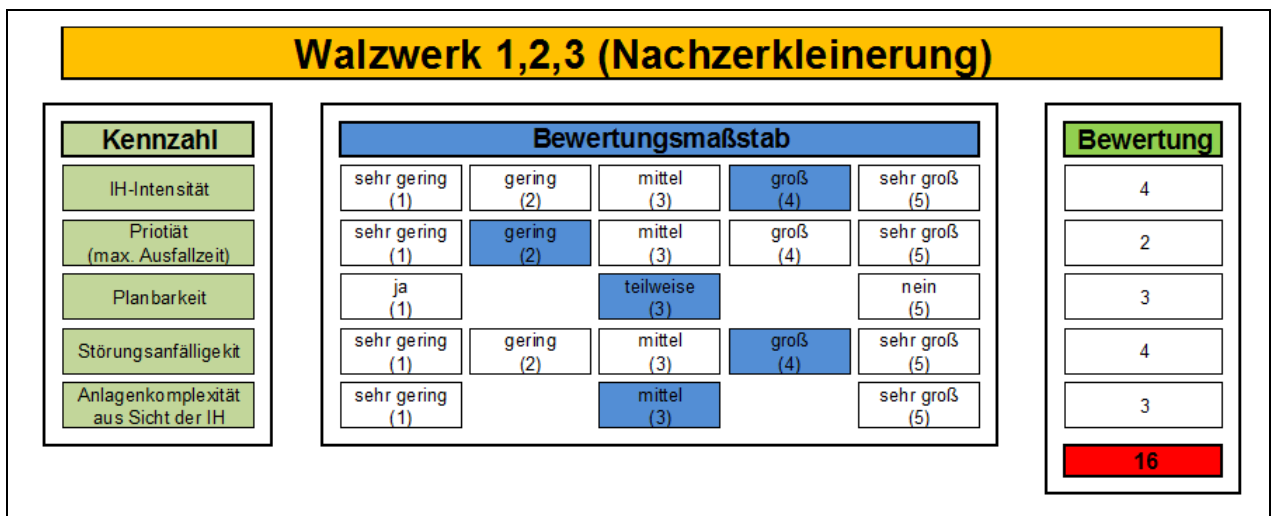 Walzwerk 1,2,3 (Nachzerkleinerung)
Kennzahl
Bewertungsmaßstab
Bewertung
IH-Intensität
sehr gering
(1)
gering
(2)
mittel
(3)
groß
(4)
sehr groß
(5)
4
Priotiät
(max. Ausfallzeit)
sehr gering
(1)
gering
(2)
mittel
(3)
groß
(4)
sehr groß
(5)
2
Planbarkeit
ja
(1)
teilweise
(3)
nein
(5)
3
Störungsanfälligekit
sehr gering
(1)
gering
(2)
mittel
(3)
groß
(4)
sehr groß
(5)
4
Anlagenkomplexität
aus Sicht der IH
sehr gering
(1)
mittel
(3)
sehr groß
(5)
3
16